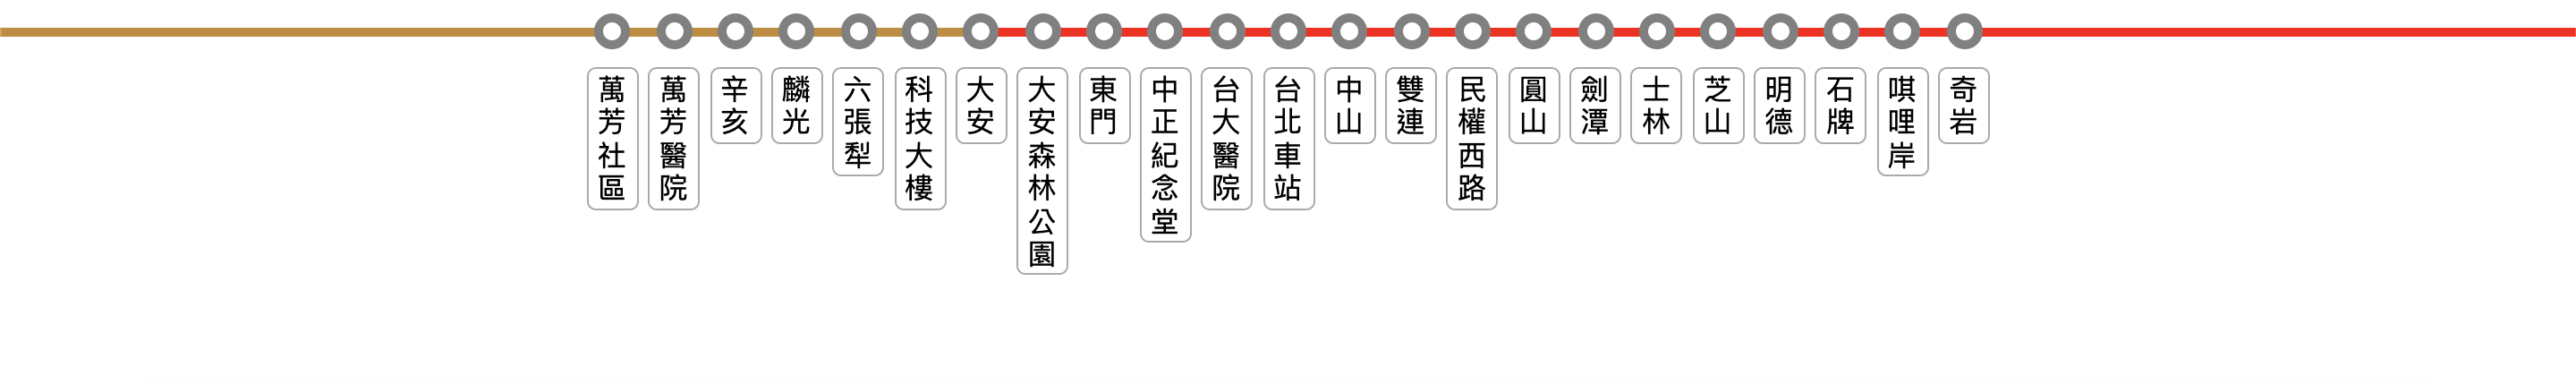 萬芳社區
萬芳醫院
辛亥
麟光
六張犁
科技大樓
大安
大安森林公園
東門
中正紀念堂
台大醫院
台北車站
中山
雙連
民權西路
圓山
劍潭
士林
芝山
明德
石牌
唭哩岸
奇岩